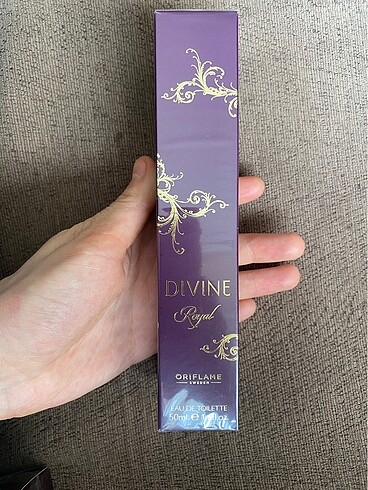 DIVINE
Royal
ORIFLAME
SWEDEN
EAU DE TOILETTE
50ml. ℮